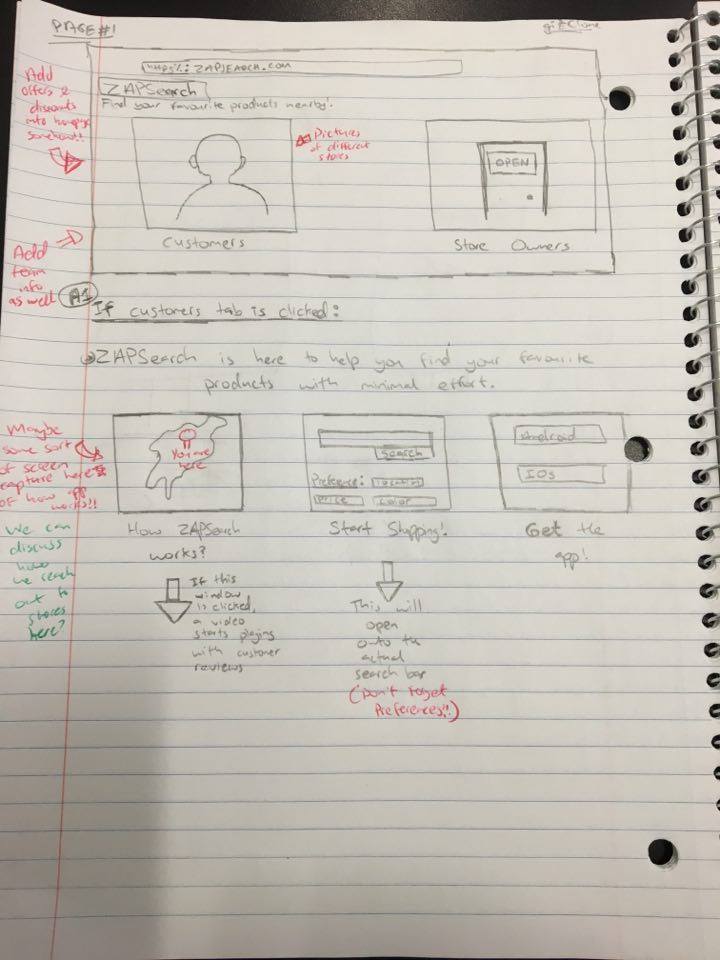 PAGE#1
git clone
https://: ZAPSEARCH.COM
ZAPSearch
Find your favourite products nearby!
Add
offers &
discounts
into homepage
somehow!!
Pictures
of different
stores
OPEN
Customers
Store Owners
Add
team
info
as well
A1
If customers tab is clicked:
ZAPSearch is here to help you find your favourite
products with minimal effort.
Maybe
some sort
of screen
capture here
of how app
works!!
You are
here
Search
Preference: location
Price
color
Android
IOs
How ZAPSearch
works?
Start Shopping!
Get the
app!
We can
discuss
how
we reach
out to
stores
here?
If this
window
is clicked,
a video
starts playing
with customer
reviews
This will
open
onto the
actual
search bar
(Don't forget
Preferences!!)